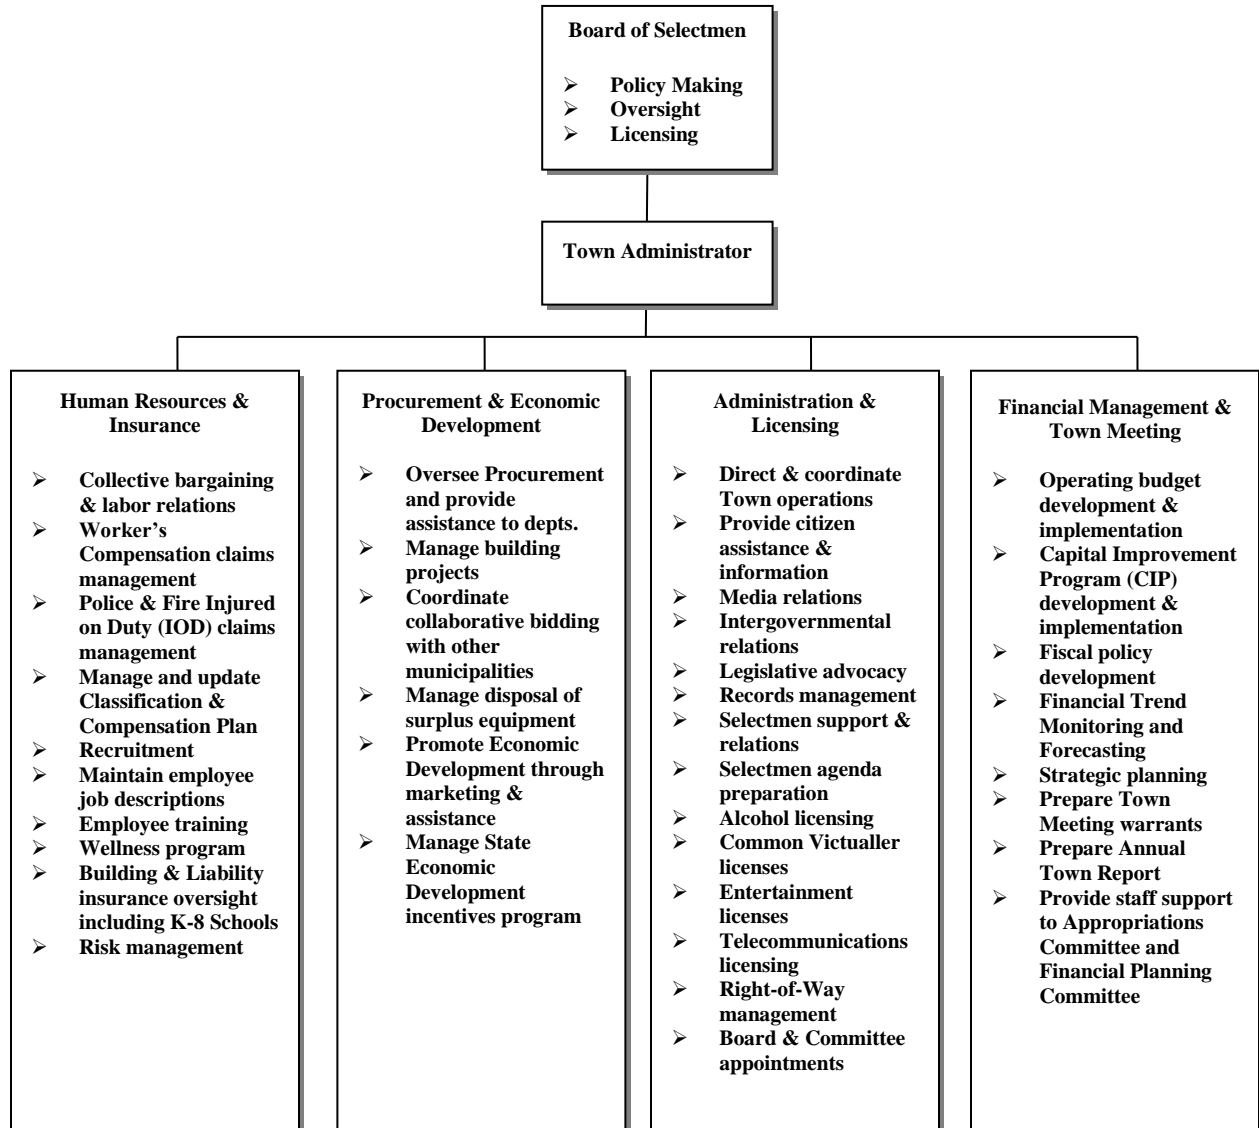 Board of Selectmen
➢ Policy Making
➢ Oversight
➢ Licensing
Town Administrator
Human Resources &
Insurance
➢ Collective bargaining
& labor relations
➢ Worker’s
Compensation claims
management
➢ Police & Fire Injured
on Duty (IOD) claims
management
➢ Manage and update
Classification &
Compensation Plan
➢ Recruitment
➢ Maintain employee
job descriptions
➢ Employee training
➢ Wellness program
➢ Building & Liability
insurance oversight
including K-8 Schools
➢ Risk management
Procurement & Economic
Development
➢ Oversee Procurement
and provide
assistance to depts.
➢ Manage building
projects
➢ Coordinate
collaborative bidding
with other
municipalities
➢ Manage disposal of
surplus equipment
➢ Promote Economic
Development through
marketing &
assistance
➢ Manage State
Economic
Development
incentives program
Administration &
Licensing
➢ Direct & coordinate
Town operations
➢ Provide citizen
assistance &
information
➢ Media relations
➢ Intergovernmental
relations
➢ Legislative advocacy
➢ Records management
➢ Selectmen support &
relations
➢ Selectmen agenda
preparation
➢ Alcohol licensing
➢ Common Victualler
licenses
➢ Entertainment
licenses
➢ Telecommunications
licensing
➢ Right-of-Way
management
➢ Board & Committee
appointments
Financial Management &
Town Meeting
➢ Operating budget
development &
implementation
➢ Capital Improvement
Program (CIP)
development &
implementation
➢ Fiscal policy
development
➢ Financial Trend
Monitoring and
Forecasting
➢ Strategic planning
➢ Prepare Town
Meeting warrants
➢ Prepare Annual
Town Report
➢ Provide staff support
to Appropriations
Committee and
Financial Planning
Committee